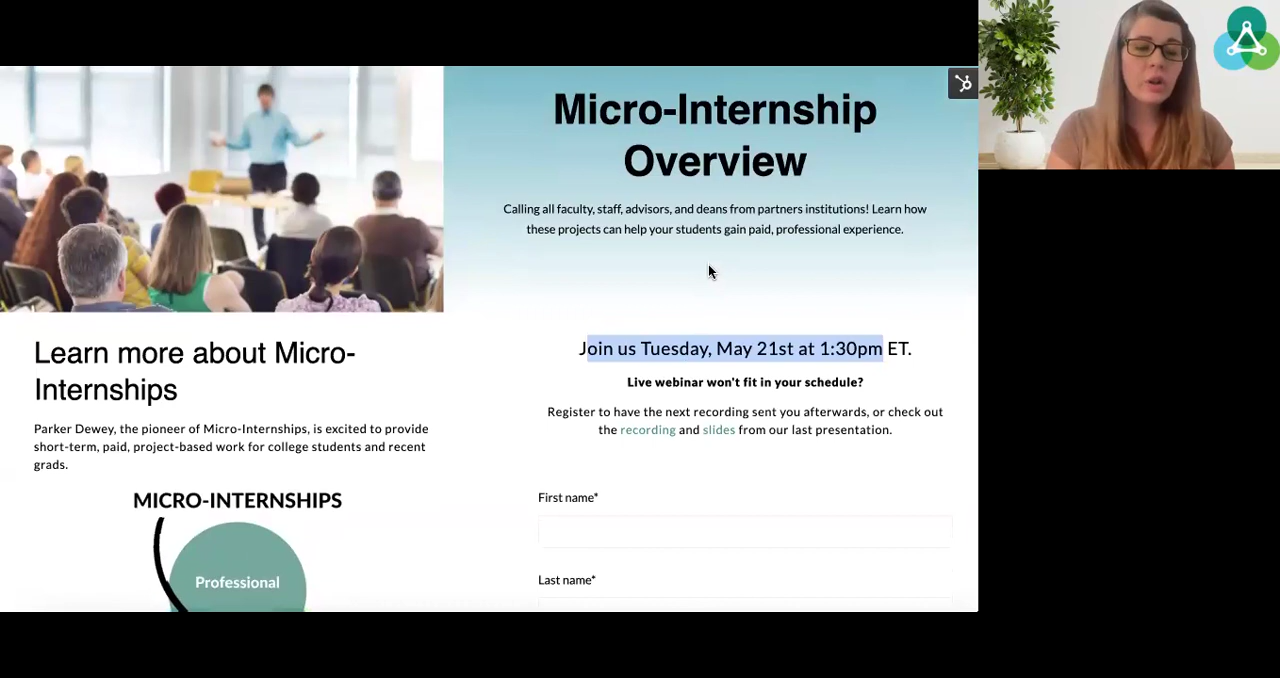 Micro-Internship
Overview
Calling all faculty, staff, advisors, and deans from partners institutions! Learn how
these projects can help your students gain paid, professional experience.
Learn more about Micro-
Internships
Parker Dewey, the pioneer of Micro-Internships, is excited to provide
short-term, paid, project-based work for college students and recent
grads.
MICRO-INTERNSHIPS
Professional
Join us Tuesday, May 21st at 1:30pm ET.
Live webinar won't fit in your schedule?
Register to have the next recording sent you afterwards, or check out
the recording and slides from our last presentation.
First name*
Last name*